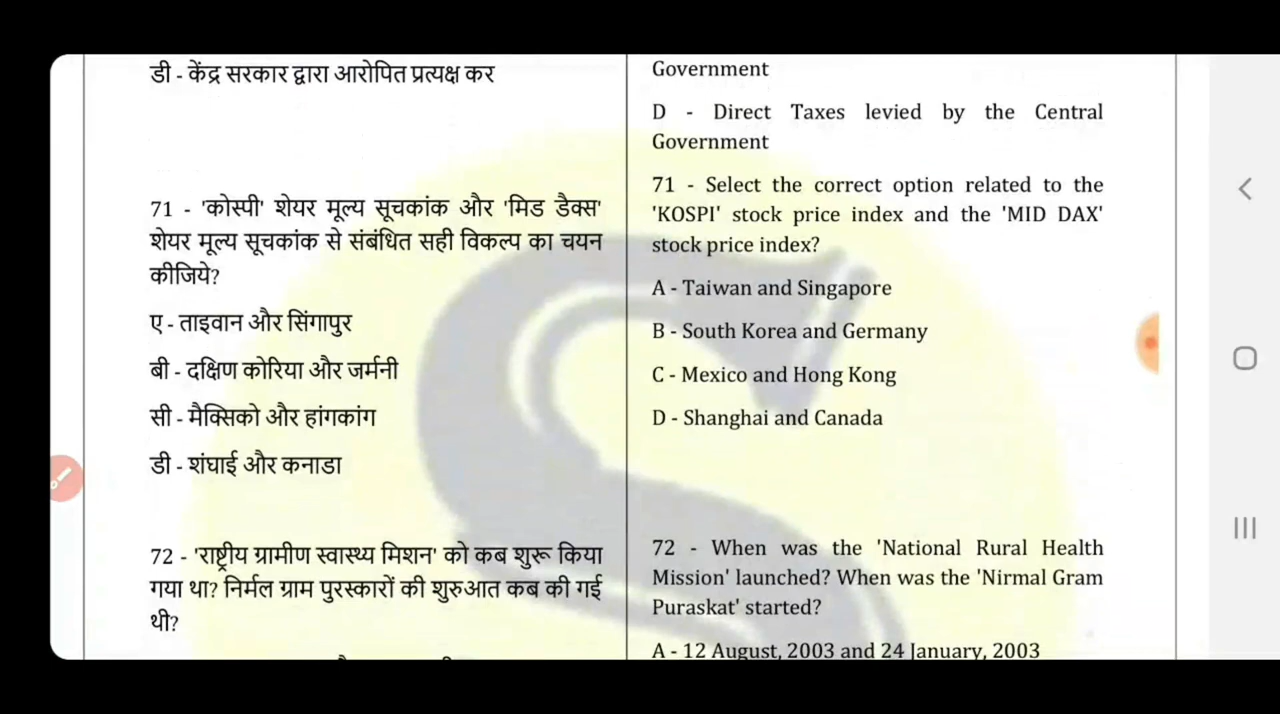 डी - केंद्र सरकार द्वारा आरोपित प्रत्यक्ष कर
71 - 'कोस्पी' शेयर मूल्य सूचकांक और 'मिड डैक्स'
शेयर मूल्य सूचकांक से संबंधित सही विकल्प का चयन
कीजिये?
ए - ताइवान और सिंगापुर
बी - दक्षिण कोरिया और जर्मनी
सी - मैक्सिको और हांगकांग
डी - शंघाई और कनाडा
72 - 'राष्ट्रीय ग्रामीण स्वास्थ्य मिशन' को कब शुरू किया
गया था? निर्मल ग्राम पुरस्कारों की शुरुआत कब की गई
थी?
Government
D - Direct Taxes levied by the Central
Government
71 - Select the correct option related to the
'KOSPI' stock price index and the 'MID DAX'
stock price index?
A - Taiwan and Singapore
B - South Korea and Germany
C - Mexico and Hong Kong
D - Shanghai and Canada
72 - When was the 'National Rural Health
Mission' launched? When was the 'Nirmal Gram
Puraskat' started?
A - 12 August, 2003 and 24 January, 2003